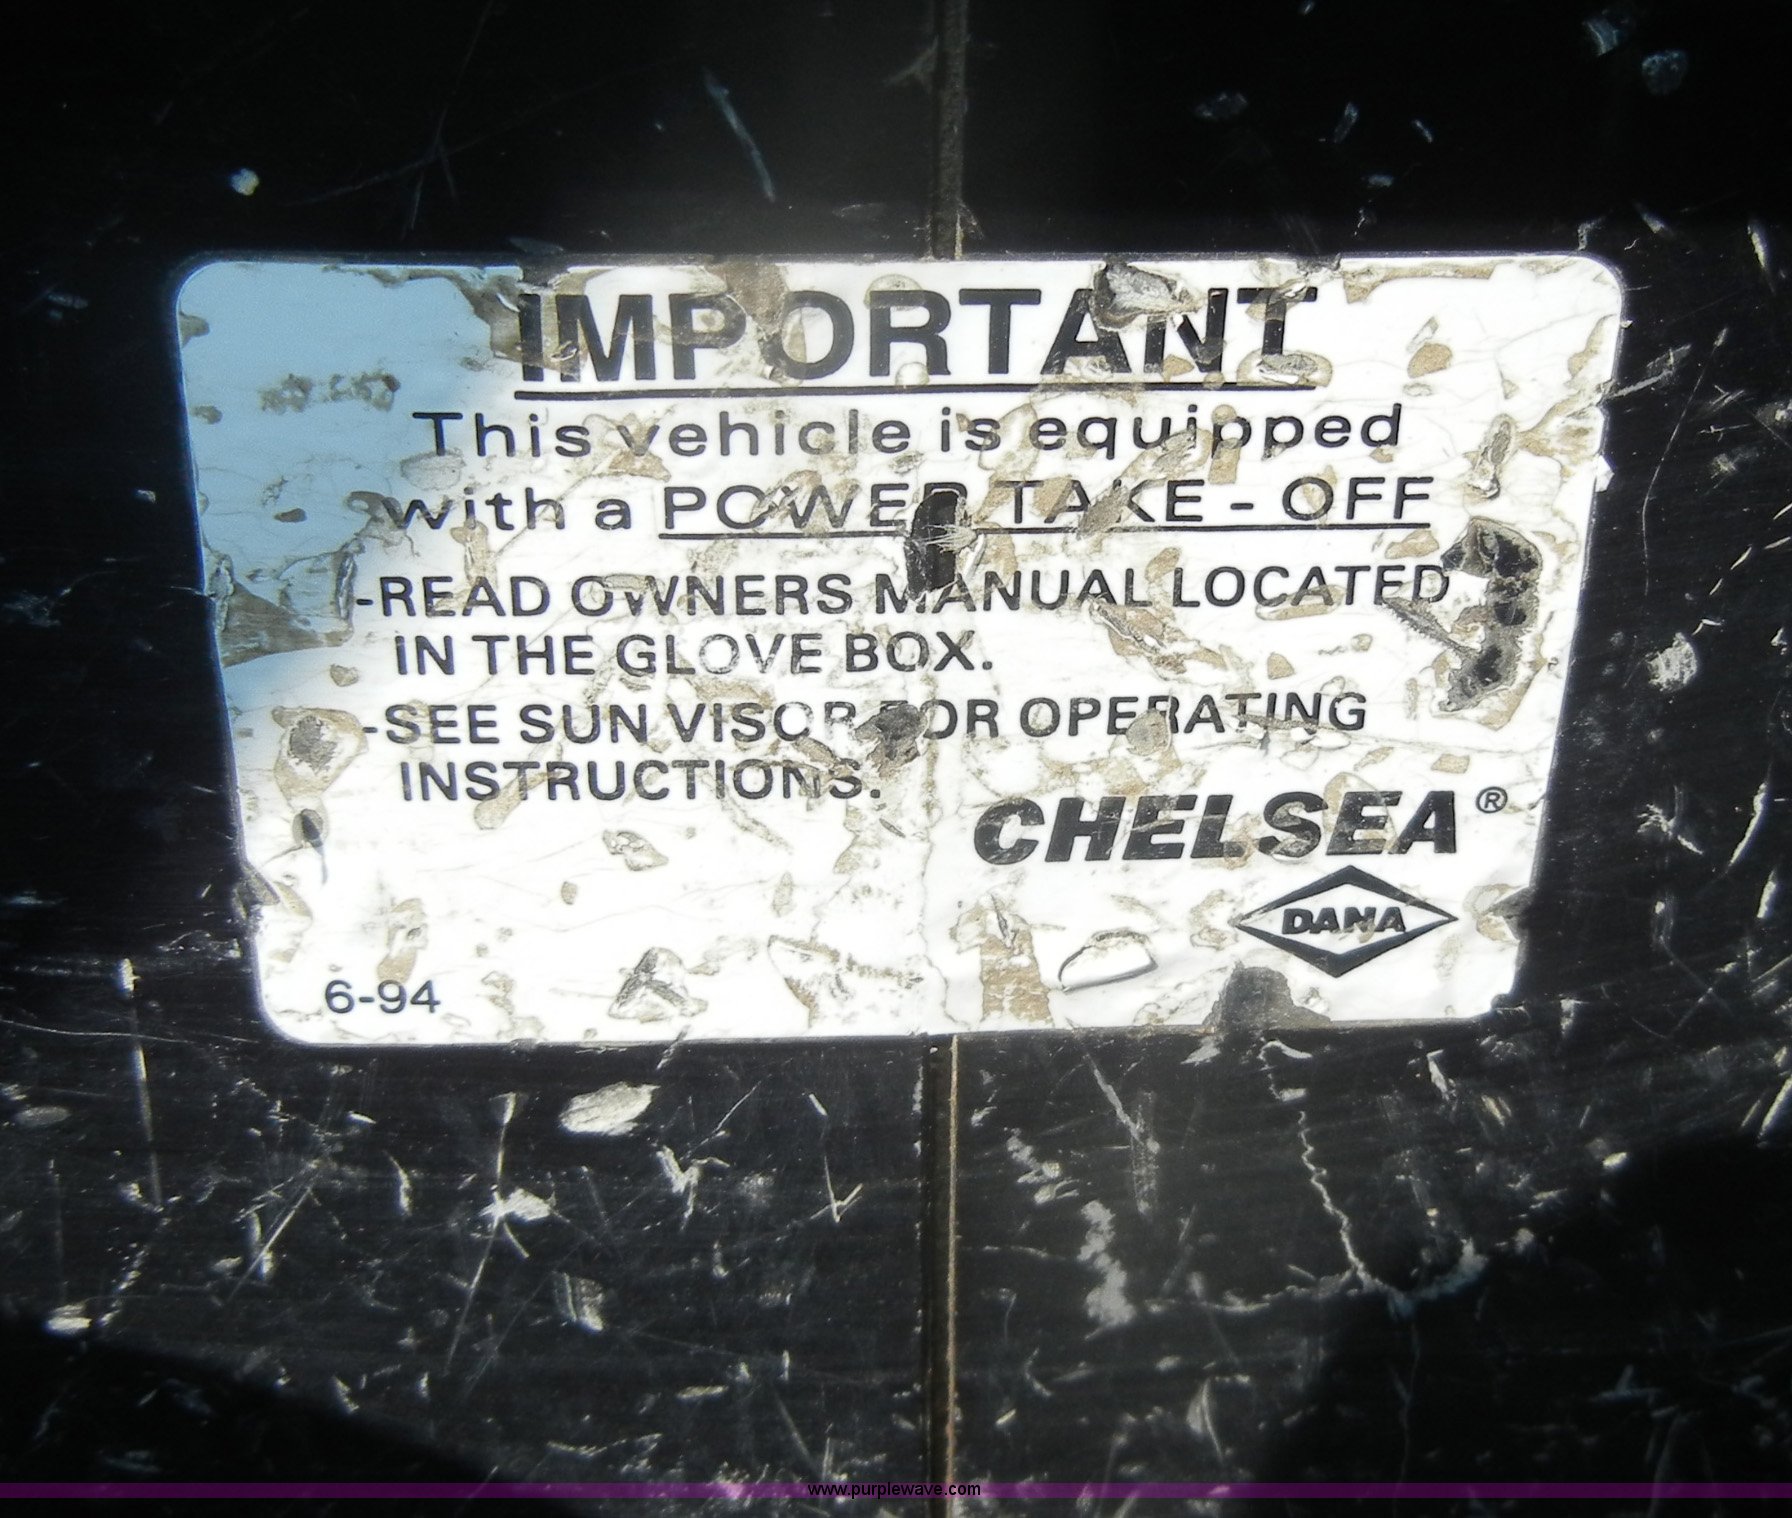 IMPORTANT
This vehicle is equipped
with a POWER TAKE - OFF
-READ OWNERS MANUAL LOCATED
IN THE GLOVE BOX.
-SEE SUN VISOR FOR OPERATING
INSTRUCTIONS.
CHELSEA®
DANA
6-94
www.purplewave.com